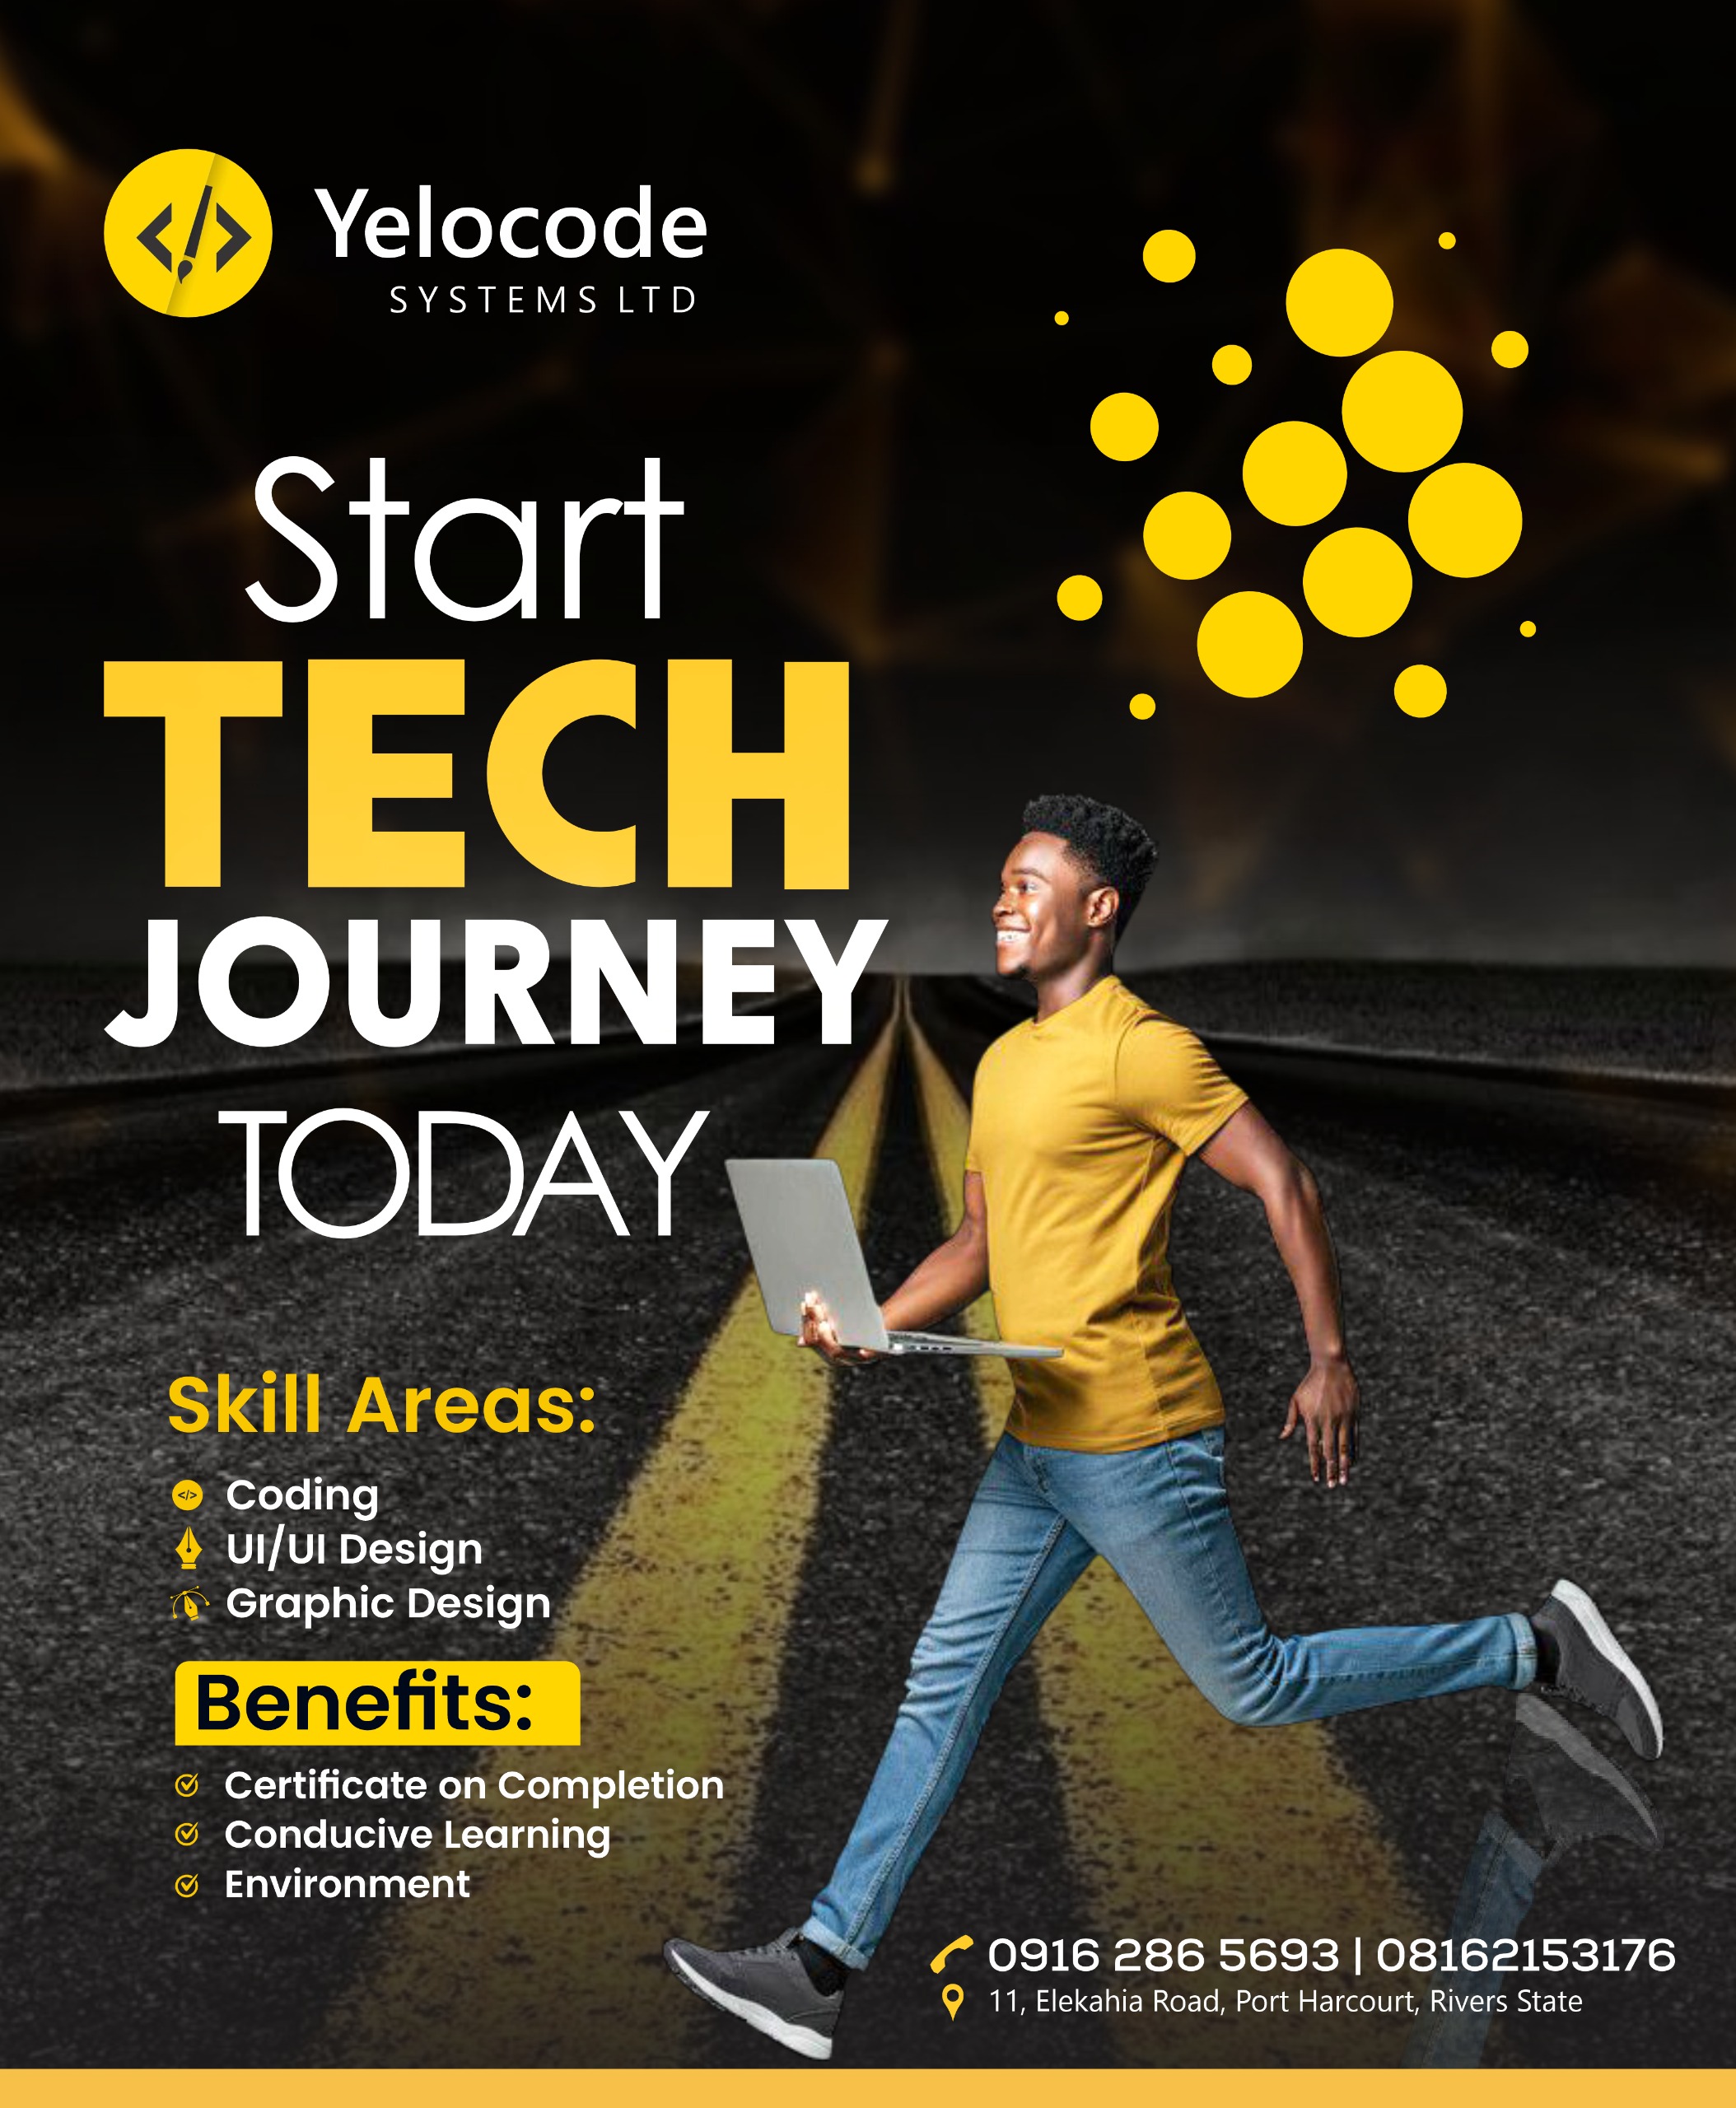 Yelocode
SYSTEMS LTD
Start
TECH
JOURNEY
TODAY
Skill Areas:
</> Coding
UI/UI Design
Graphic Design
Benefits:
Certificate on Completion
Conducive Learning
Environment
0916 286 5693 | 08162153176
11, Elekahia Road, Port Harcourt, Rivers State